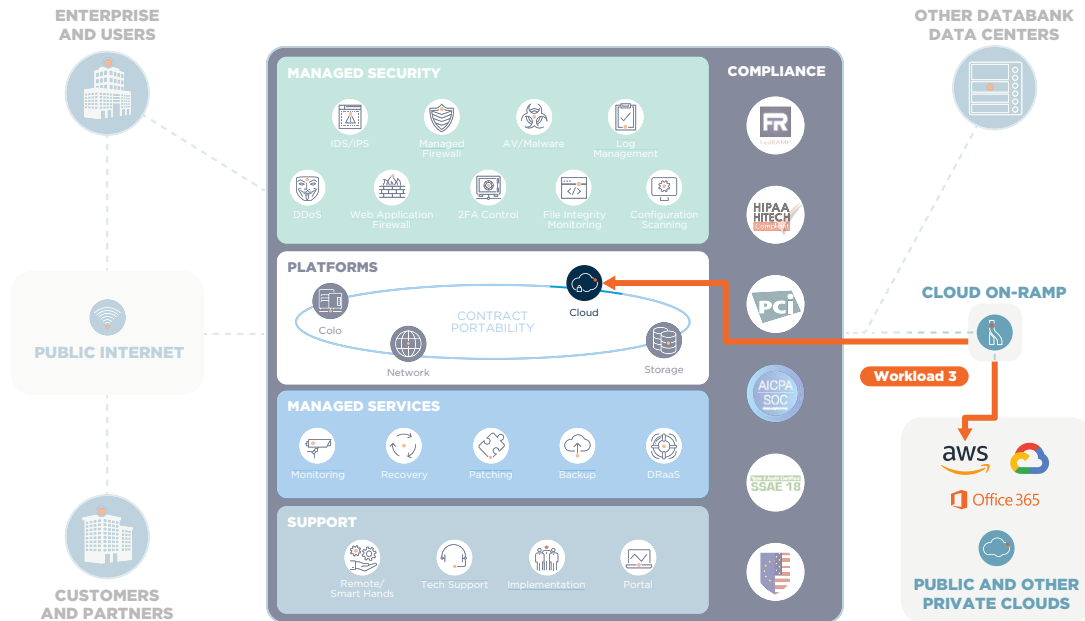 ENTERPRISE
AND USERS
OTHER DATABANK
DATA CENTERS
MANAGED SECURITY
COMPLIANCE
IDS/IPS
Managed
Firewall
AV/Malware
Log
Management
FR
FedRAMP
DDoS
Web Application
Firewall
2FA Control
File Integrity
Monitoring
Configuration
Scanning
HIPAA
HITECH
Compliant
PLATFORMS
Colo
CONTRACT
PORTABILITY
Cloud
Network
Storage
PCi
PUBLIC INTERNET
CLOUD ON-RAMP
Workload 3
AICPA
SOC
MANAGED SERVICES
Monitoring
Recovery
Patching
Backup
DRaaS
SSAE 18
aws
Office 365
SUPPORT
Remote/
Smart Hands
Tech Support
Implementation
Portal
CUSTOMERS
AND PARTNERS
PUBLIC AND OTHER
PRIVATE CLOUDS